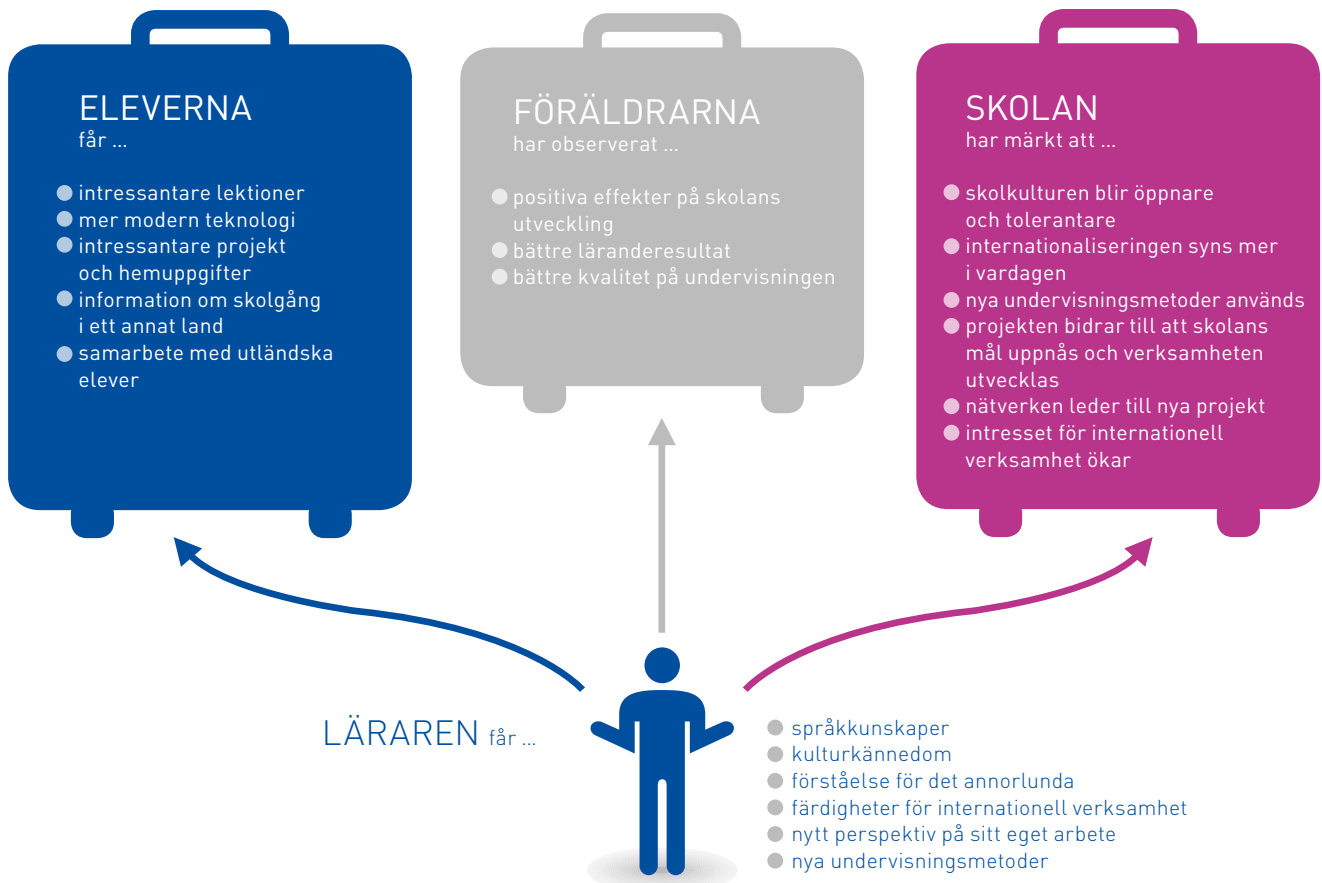 ELEVERNA
får ...
intressantare lektioner
mer modern teknologi
intressantare projekt
och hemuppgifter
information om skolgång
i ett annat land
samarbete med utländska
elever
FÖRÄLDRARNA
har observerat ...
positiva effekter på skolans
utveckling
bättre läranderesultat
bättre kvalitet på undervisningen
SKOLAN
har märkt att ...
skolkulturen blir öppnare
och tolerantare
internationaliseringen syns mer
i vardagen
nya undervisningsmetoder används
projekten bidrar till att skolans
mål uppnås och verksamheten
utvecklas
nätverken leder till nya projekt
intresset för internationell
verksamhet ökar
LÄRAREN får ...
språkkunskaper
kulturkännedom
förståelse för det annorlunda
färdigheter för internationell verksamhet
nytt perspektiv på sitt eget arbete
nya undervisningsmetoder